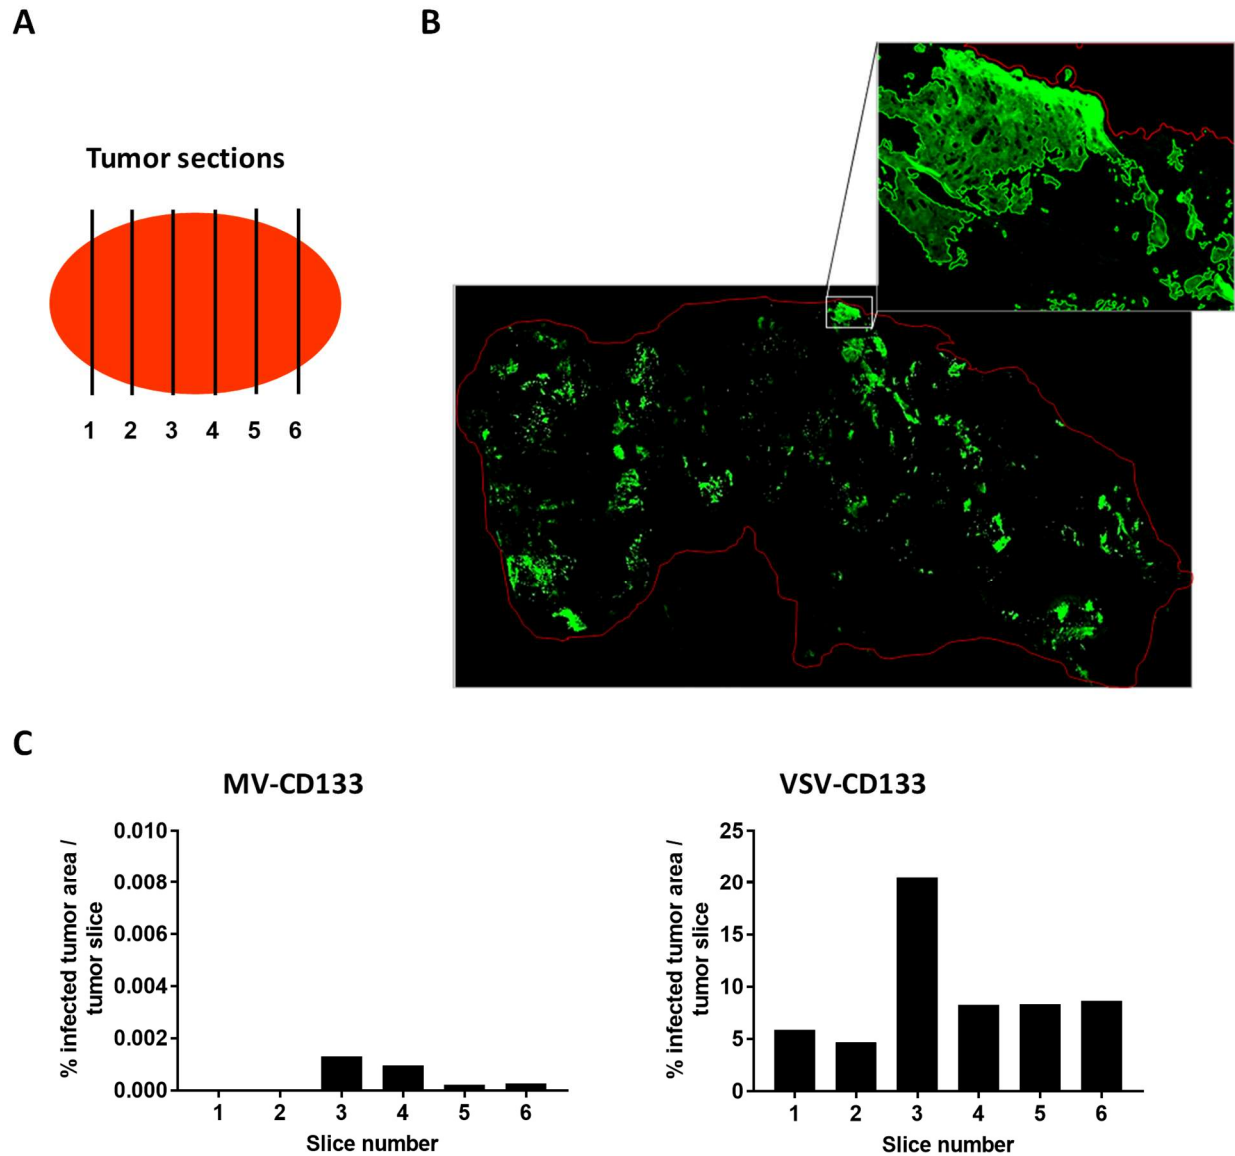 A
B
Tumor sections
1 2 3 4 5 6
C
MV-CD133
% infected tumor area /
tumor slice
0.010
0.008
0.006
0.004
0.002
0.000
1 2 3 4 5 6
Slice number
VSV-CD133
% infected tumor area /
tumor slice
25
20
15
10
5
0
1 2 3 4 5 6
Slice number